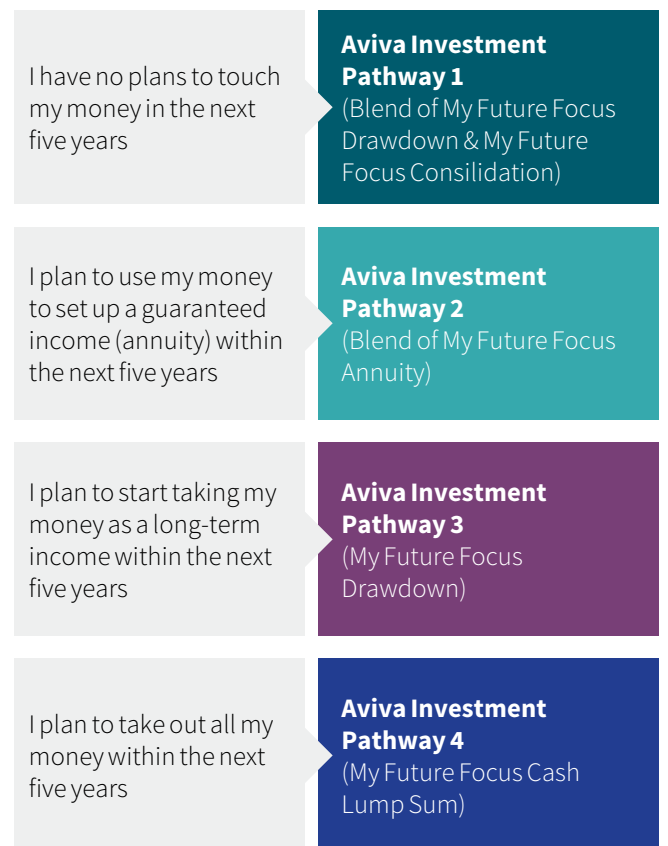 I have no plans to touch
my money in the next
five years
Aviva Investment
Pathway 1
(Blend of My Future Focus
Drawdown & My Future
Focus Consilidation)
I plan to use my money
to set up a guaranteed
income (annuity) within
the next five years
Aviva Investment
Pathway 2
(Blend of My Future Focus
Annuity)
I plan to start taking my
money as a long-term
income within the next
five years
Aviva Investment
Pathway 3
(My Future Focus
Drawdown)
I plan to take out all my
money within the next
five years
Aviva Investment
Pathway 4
(My Future Focus Cash
Lump Sum)